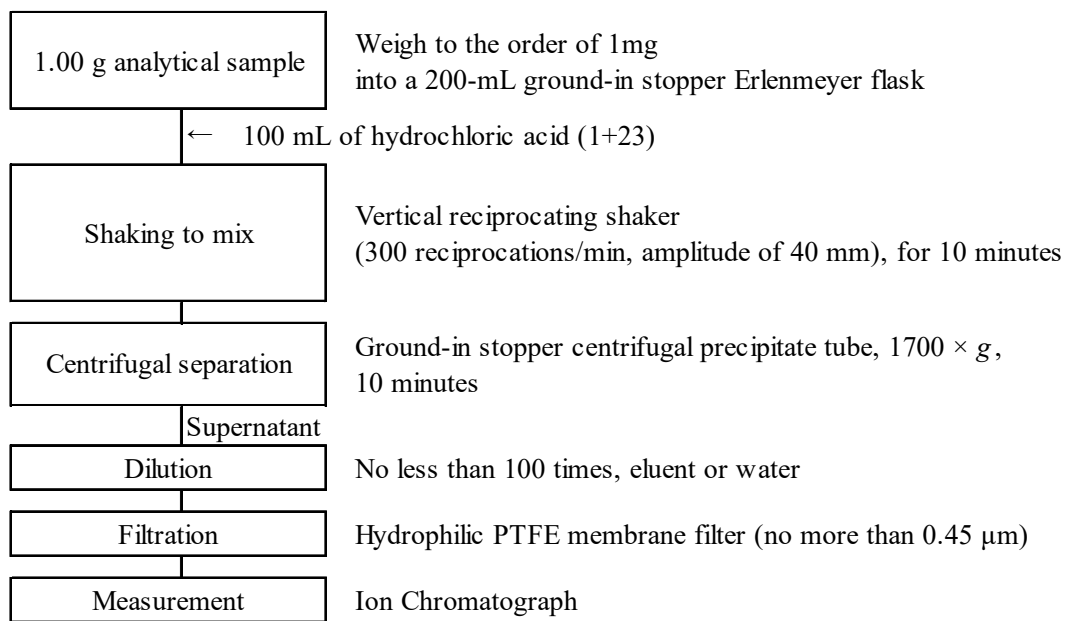 1.00 g analytical sample
Weigh to the order of 1mg
into a 200-mL ground-in stopper Erlenmeyer flask
← 100 mL of hydrochloric acid (1+23)
Shaking to mix
Vertical reciprocating shaker
(300 reciprocations/min, amplitude of 40 mm), for 10 minutes
Centrifugal separation
Ground-in stopper centrifugal precipitate tube, 1700 × g,
10 minutes
Supernatant
Dilution
No less than 100 times, eluent or water
Filtration
Hydrophilic PTFE membrane filter (no more than 0.45 µm)
Measurement
Ion Chromatograph